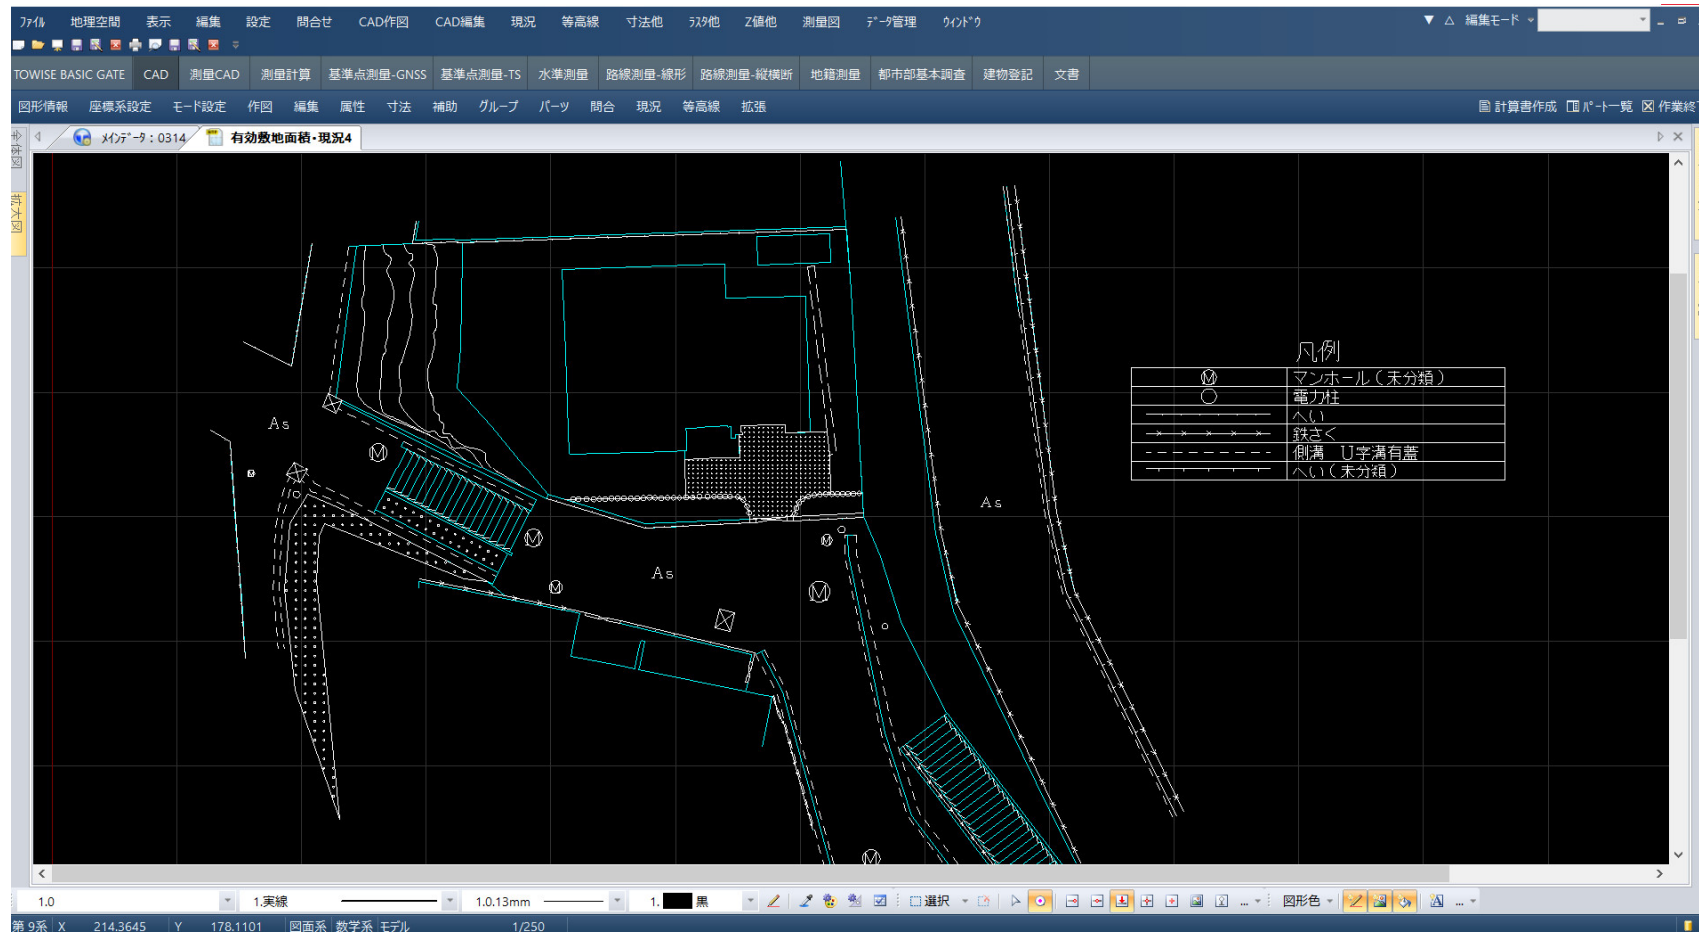 ﾌｧｲﾙ 地理空間 表示 編集 設定 問合せ CAD作図 CAD編集 現況 等高線 寸法他 ﾗｽﾀ他 Z値他 測量図 ﾃﾞｰﾀ管理 ｳｨﾝﾄﾞｳ ▼ △ 編集モード
TOWISE BASIC GATE CAD 測量CAD 測量計算 基準点測量-GNSS 基準点測量-TS 水準測量 路線測量-線形 路線測量-縦横断 地籍測量 都市部基本調査 建物登記 文書
図形情報 座標系設定 モード設定 作図 編集 属性 寸法 補助 グループ パーツ 問合 現況 等高線 拡張 計算書作成 ﾊﾟｰﾄ一覧 作業終
全体図
拡大図
ﾒｲﾝﾃﾞｰﾀ：0314 有効敷地面積・現況4
凡例
Ⓜ マンホール（未分類）
電力柱
へい
鉄さく
側溝 U字溝有蓋
へい（未分類）
As
As
As
M
M
M
M
M
M
M
1.0 1.実線 1.0.13mm 1. 黒 選択 ... 図形色 A ...
第 9系 X 214.3645 Y 178.1101 図面系 数学系 モデル 1/250